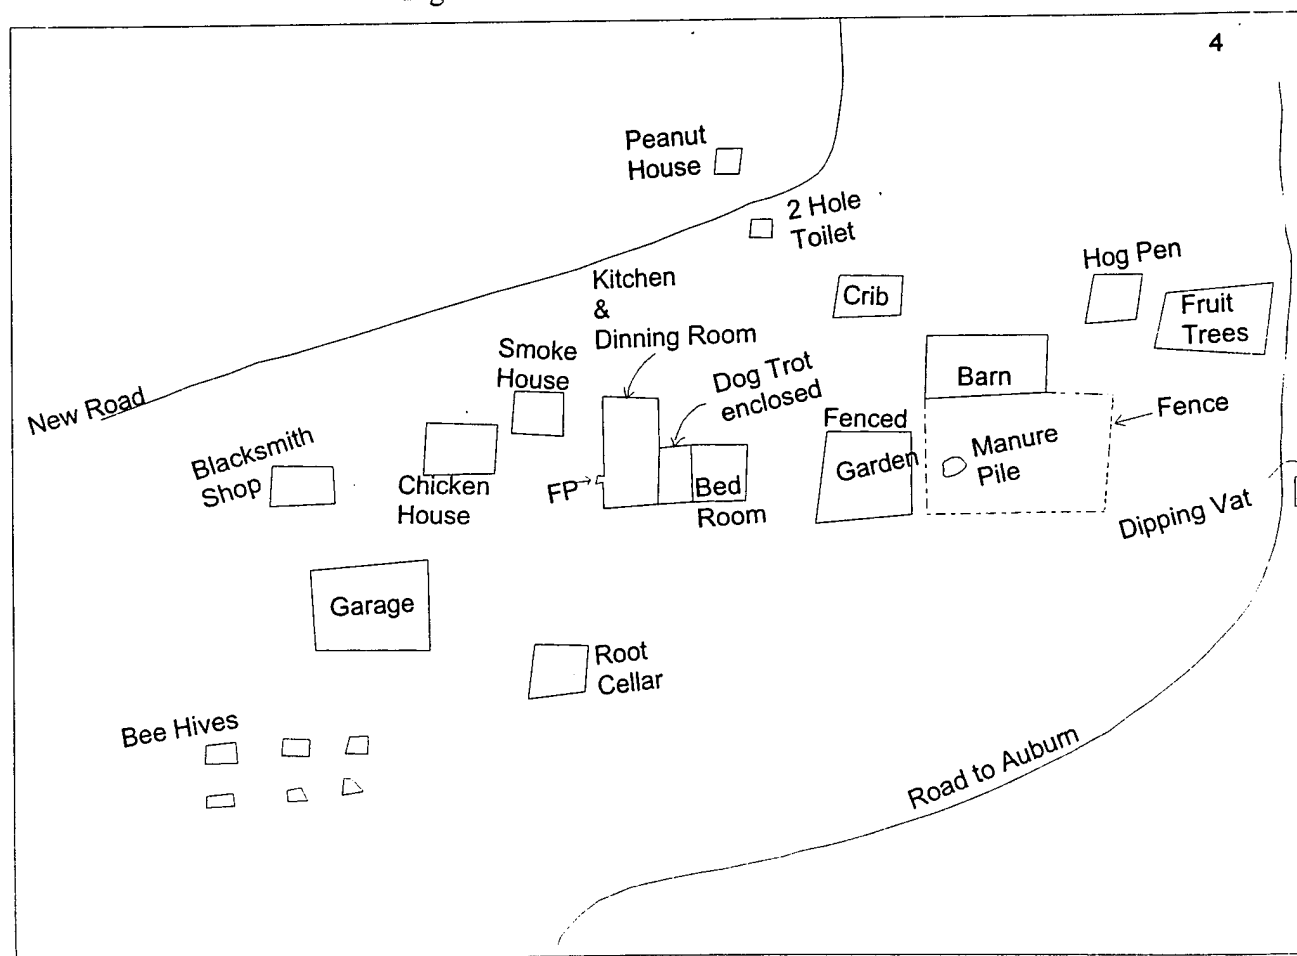 4
Peanut
House
2 Hole
Toilet
Hog Pen
Kitchen
&
Dinning Room
Crib
Fruit
Trees
Smoke
House
Dog Trot
enclosed
Barn
Fence
New Road
Fenced
Garden
Manure
Pile
Blacksmith
Shop
Chicken
House
FP
Bed
Room
Dipping Vat
Garage
Root
Cellar
Bee Hives
Road to Auburn